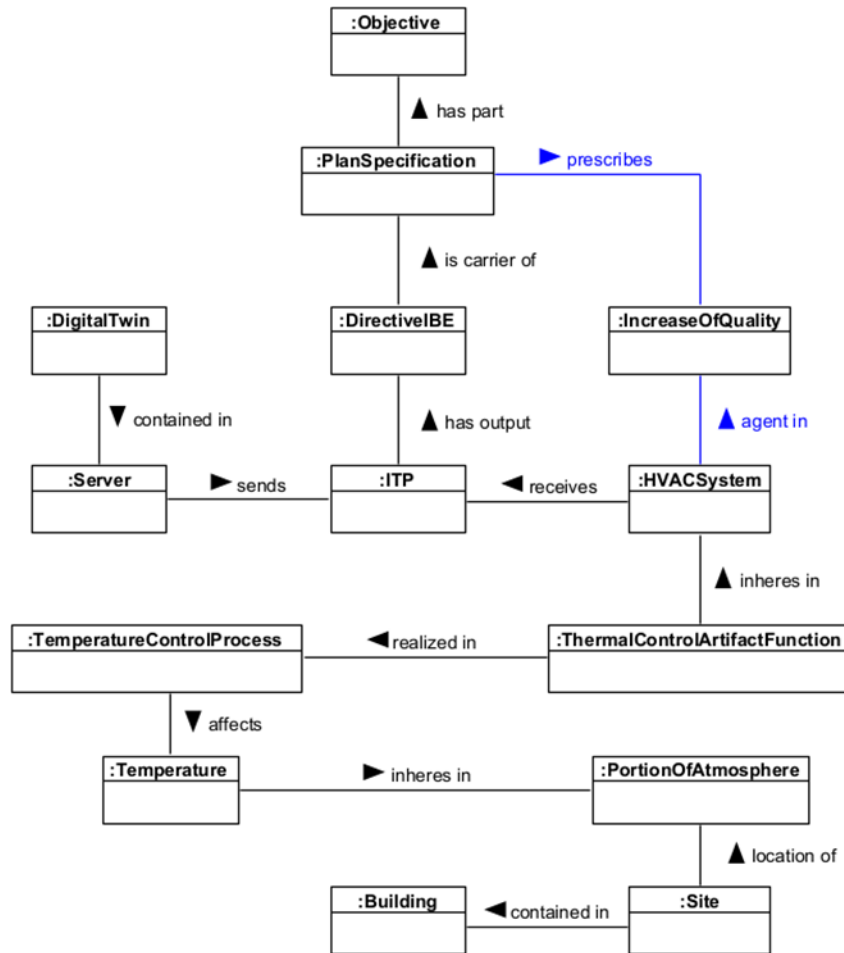 :Objective
has part
:PlanSpecification
prescribes
is carrier of
:DigitalTwin
:DirectiveIBE
:IncreaseOfQuality
contained in
has output
agent in
:Server
sends
:ITP
receives
:HVACSystem
inheres in
:TemperatureControlProcess
realized in
:ThermalControlArtifactFunction
affects
:Temperature
inheres in
:PortionOfAtmosphere
location of
:Building
contained in
:Site